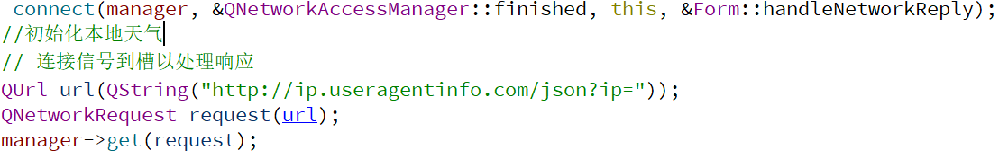 connect(manager, &QNetworkAccessManager::finished, this, &Form::handleNetworkReply);
//初始化本地天气
// 连接信号到槽以处理响应
QUrl url(QString("http://ip.useragentinfo.com/json?ip="));
QNetworkRequest request(url);
manager->get(request);